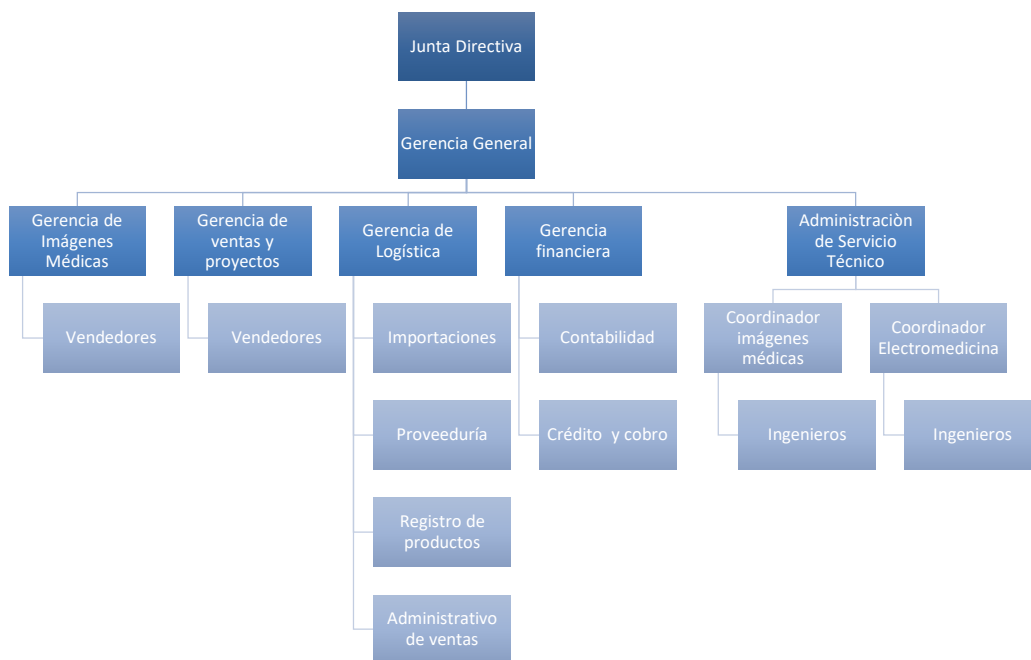 Junta Directiva
Gerencia General
Gerencia de
Imágenes
Médicas
Gerencia de
ventas y
proyectos
Gerencia de
Logística
Gerencia
financiera
Administraciòn
de Servicio
Técnico
Vendedores
Vendedores
Importaciones
Contabilidad
Coordinador
imágenes
médicas
Coordinador
Electromedicina
Proveeduría
Crédito y cobro
Ingenieros
Ingenieros
Registro de
productos
Administrativo
de ventas